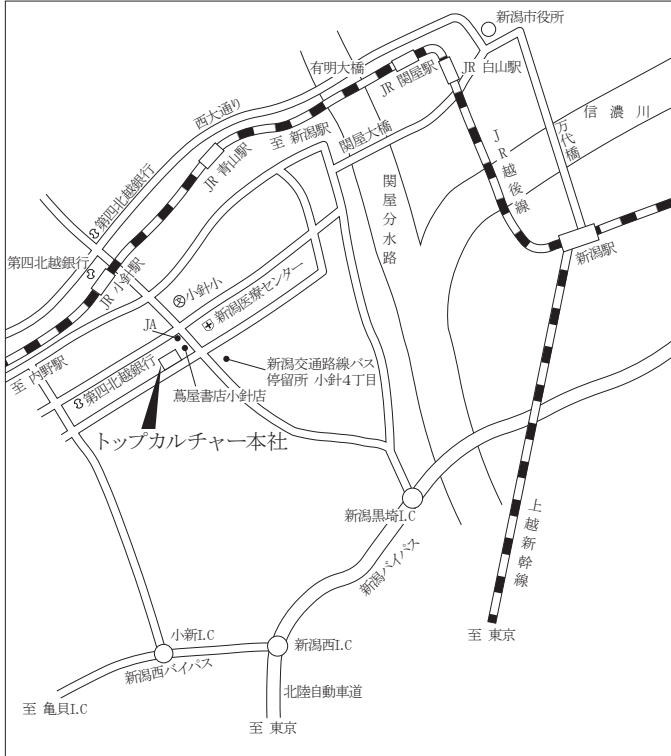 新潟市役所
有明大橋
JR 関屋駅
JR 白山駅
西大通り
至 新潟駅
関屋大橋
信濃川
万代橋
JR越後線
JR 青山駅
関屋分水路
第四北越銀行
新潟駅
第四北越銀行
JR 小針駅
小針小
新潟医療センター
JA
至 内野駅
第四北越銀行
蔦屋書店小針店
新潟交通路線バス
停留所 小針4丁目
トップカルチャー本社
新潟黒埼I.C
上越新幹線
新潟バイパス
至 東京
小新I.C
新潟西I.C
新潟西バイパス
北陸自動車道
至 亀貝I.C
至 東京